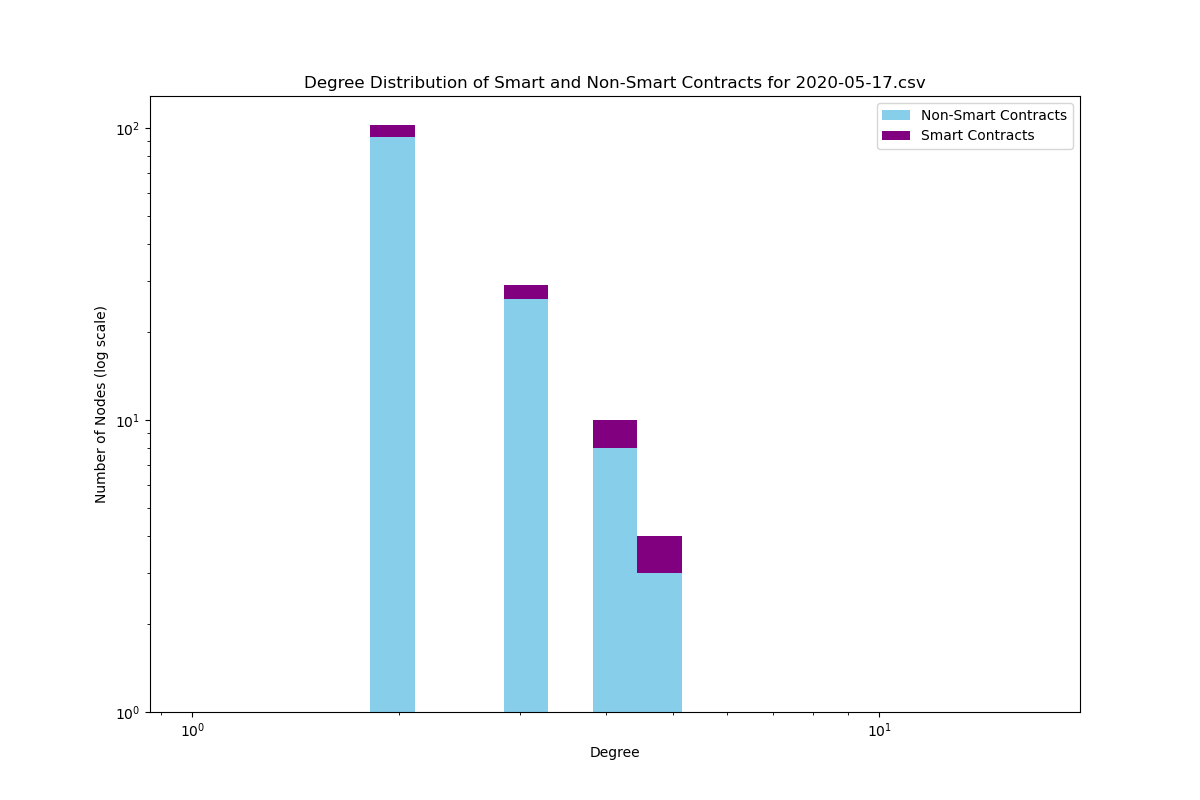 Degree Distribution of Smart and Non-Smart Contracts for 2020-05-17.csv
Non-Smart Contracts
Smart Contracts
Number of Nodes (log scale)
10²
10¹
10⁰
10⁰ 10¹
Degree